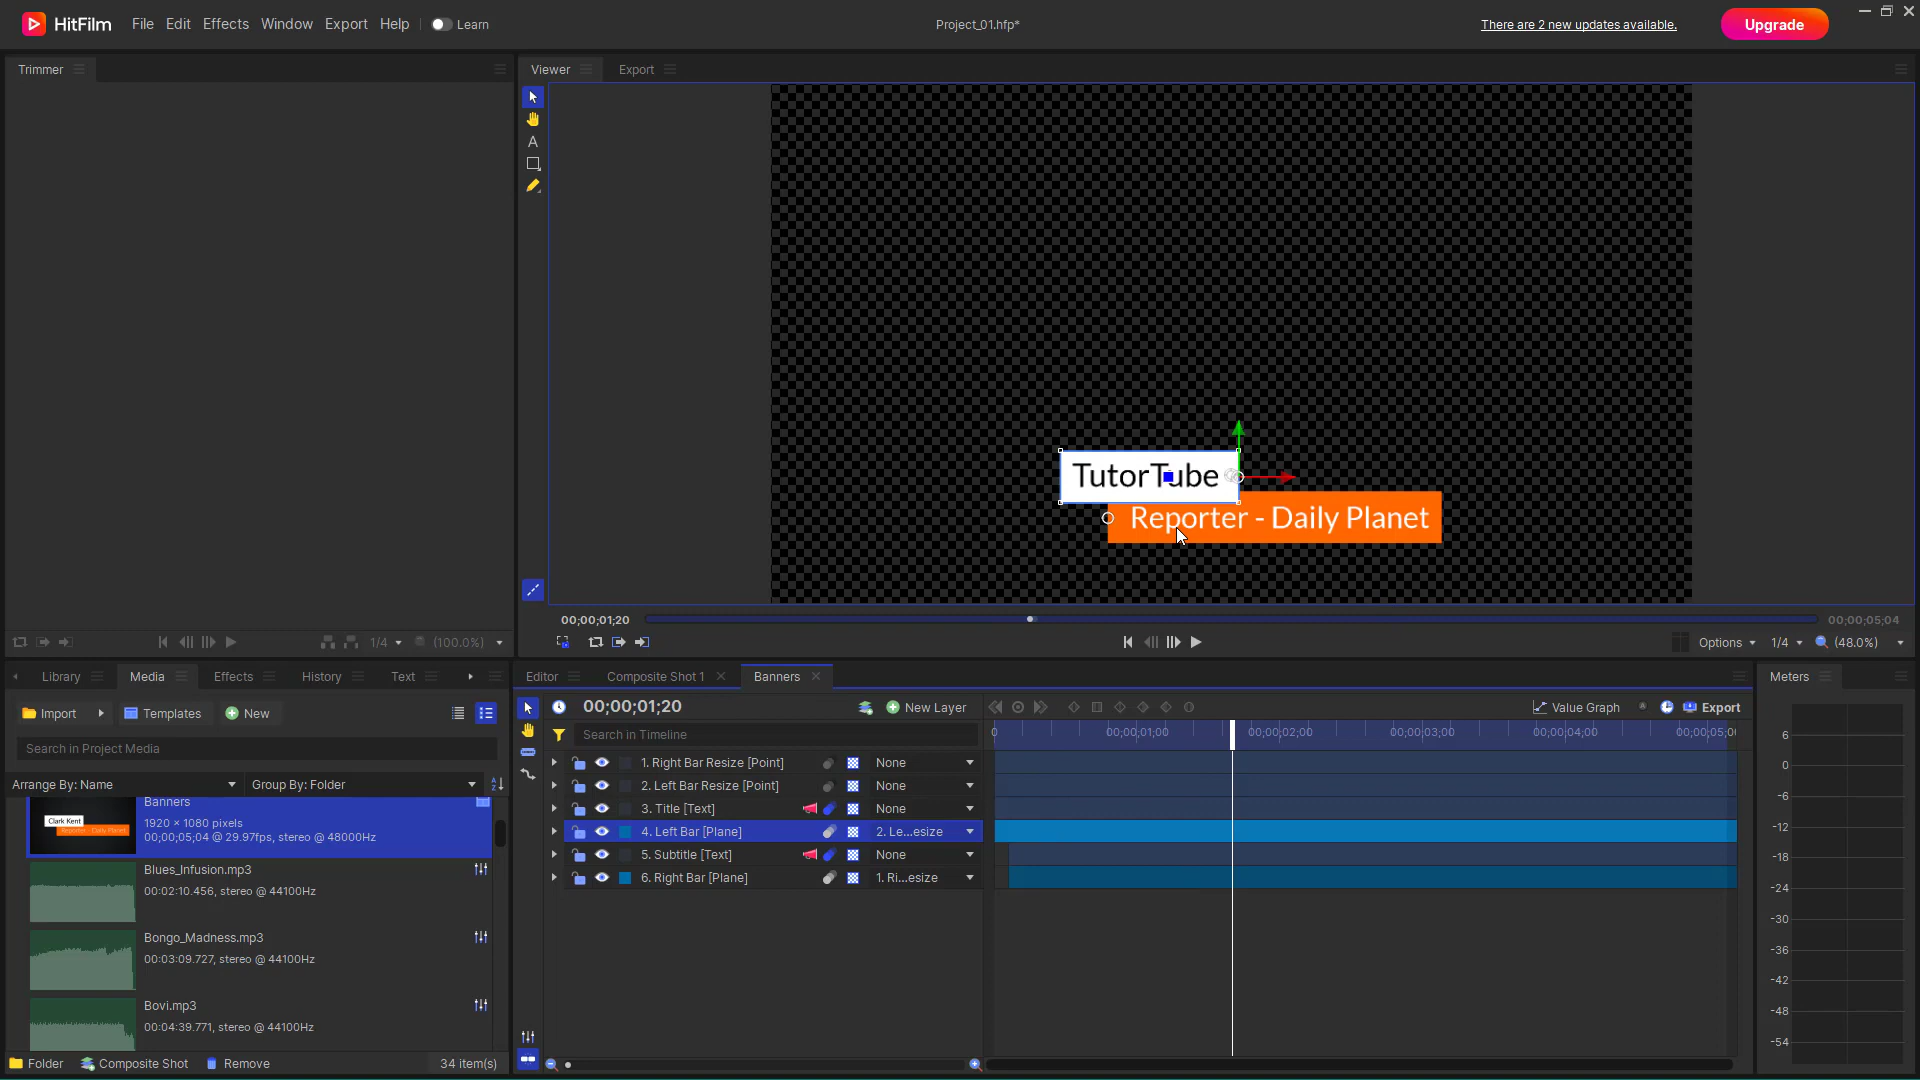 HitFilm File Edit Effects Window Export Help Learn Project_01.hfp* There are 2 new updates available. Upgrade
Trimmer
Viewer Export
A
TutorTube
Reporter - Daily Planet
00;00;01;20 00;00;05;04
1/4 (100.0%)
Options 1/4 (48.0%)
Library Media Effects History Text
Import Templates New
Search in Project Media
Arrange By: Name Group By: Folder
Clark Kent
Reporter - Daily Planet
Banners
1920 × 1080 pixels
00;00;05;04 @ 29.97fps, stereo @ 48000Hz
Blues_Infusion.mp3
00:02:10.456, stereo @ 44100Hz
Bongo_Madness.mp3
00:03:09.727, stereo @ 44100Hz
Bovi.mp3
00:04:39.771, stereo @ 44100Hz
Folder Composite Shot Remove 34 item(s)
Editor Composite Shot 1 Banners
00;00;01;20 New Layer Value Graph Export
Search in Timeline
0 00;00;01;00 00;00;02;00 00;00;03;00 00;00;04;00 00;00;05;0
1. Right Bar Resize [Point] None
2. Left Bar Resize [Point] None
3. Title [Text] None
4. Left Bar [Plane] 2. Le...esize
5. Subtitle [Text] None
6. Right Bar [Plane] 1. Ri...esize
Meters
6
0
-6
-12
-18
-24
-30
-36
-42
-48
-54